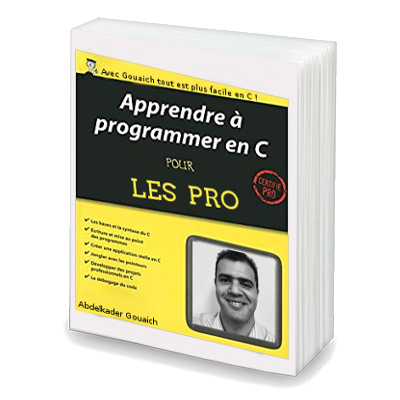 Avec Gouaich tout est plus facile en C !
Apprendre à
programmer en C
POUR
LES PRO
CERTIFIÉ
PRO
Les bases et la syntaxe du C
Écriture et mise au point
des programmes
Créer une application réelle en C
Jongler avec les pointeurs
Développer des projets
professionnels en C
Le débogage du code
Abdelkader Gouaich